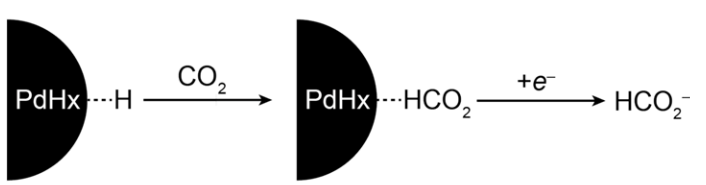 CO₂
PdHx····H
PdHx····HCO₂
+e⁻
HCO₂⁻